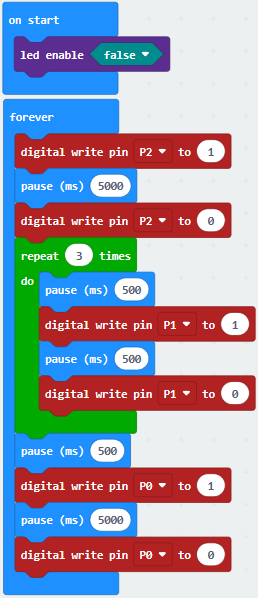 on start
led enable false
forever
digital write pin P2 to 1
pause (ms) 5000
digital write pin P2 to 0
repeat 3 times
do
pause (ms) 500
digital write pin P1 to 1
pause (ms) 500
digital write pin P1 to 0
pause (ms) 500
digital write pin P0 to 1
pause (ms) 5000
digital write pin P0 to 0